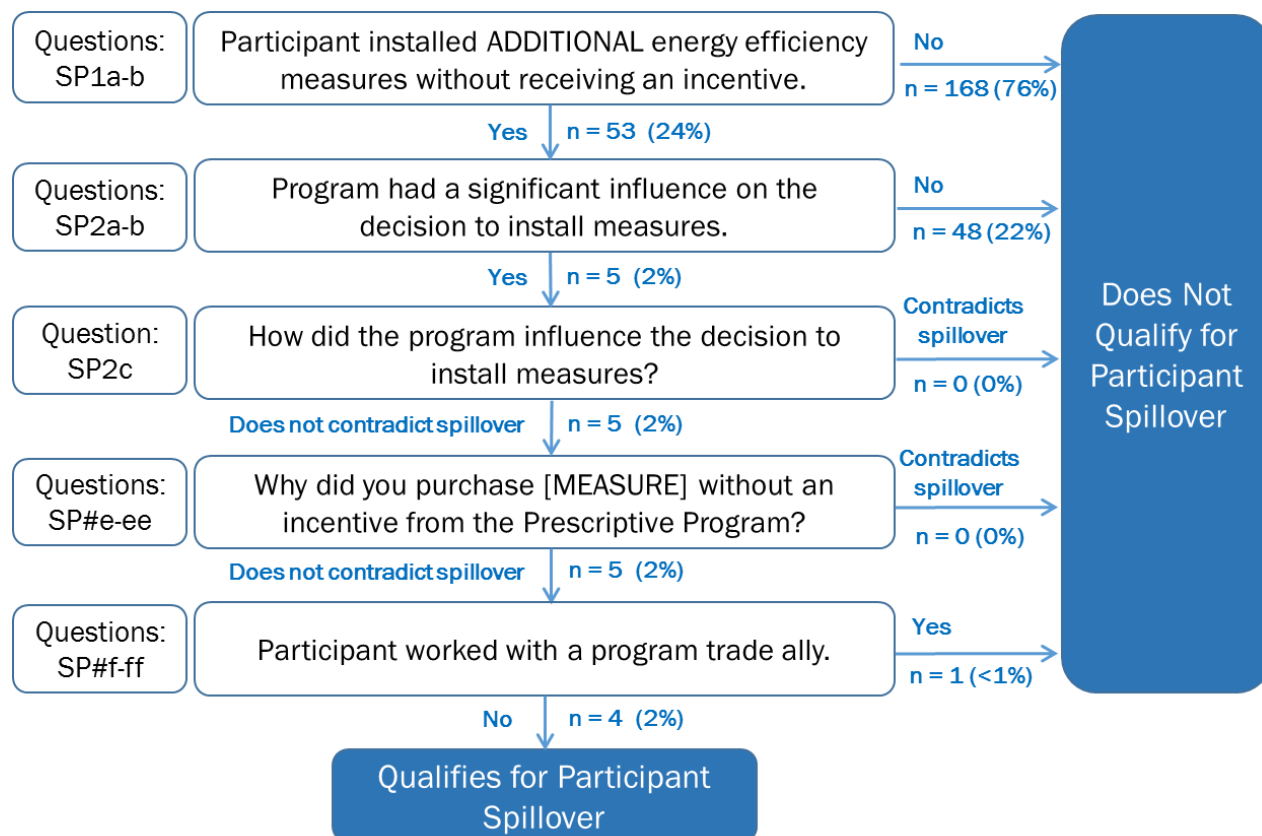 Questions:
SP1a-b
Participant installed ADDITIONAL energy efficiency
measures without receiving an incentive.
No
n = 168 (76%)
Yes
n = 53 (24%)
Questions:
SP2a-b
Program had a significant influence on the
decision to install measures.
No
n = 48 (22%)
Yes
n = 5 (2%)
Question:
SP2c
How did the program influence the decision to
install measures?
Contradicts
spillover
n = 0 (0%)
Does not contradict spillover
n = 5 (2%)
Questions:
SP#e-ee
Why did you purchase [MEASURE] without an
incentive from the Prescriptive Program?
Contradicts
spillover
n = 0 (0%)
Does not contradict spillover
n = 5 (2%)
Questions:
SP#f-ff
Participant worked with a program trade ally.
Yes
n = 1 (<1%)
No
n = 4 (2%)
Qualifies for Participant
Spillover
Does Not
Qualify for
Participant
Spillover